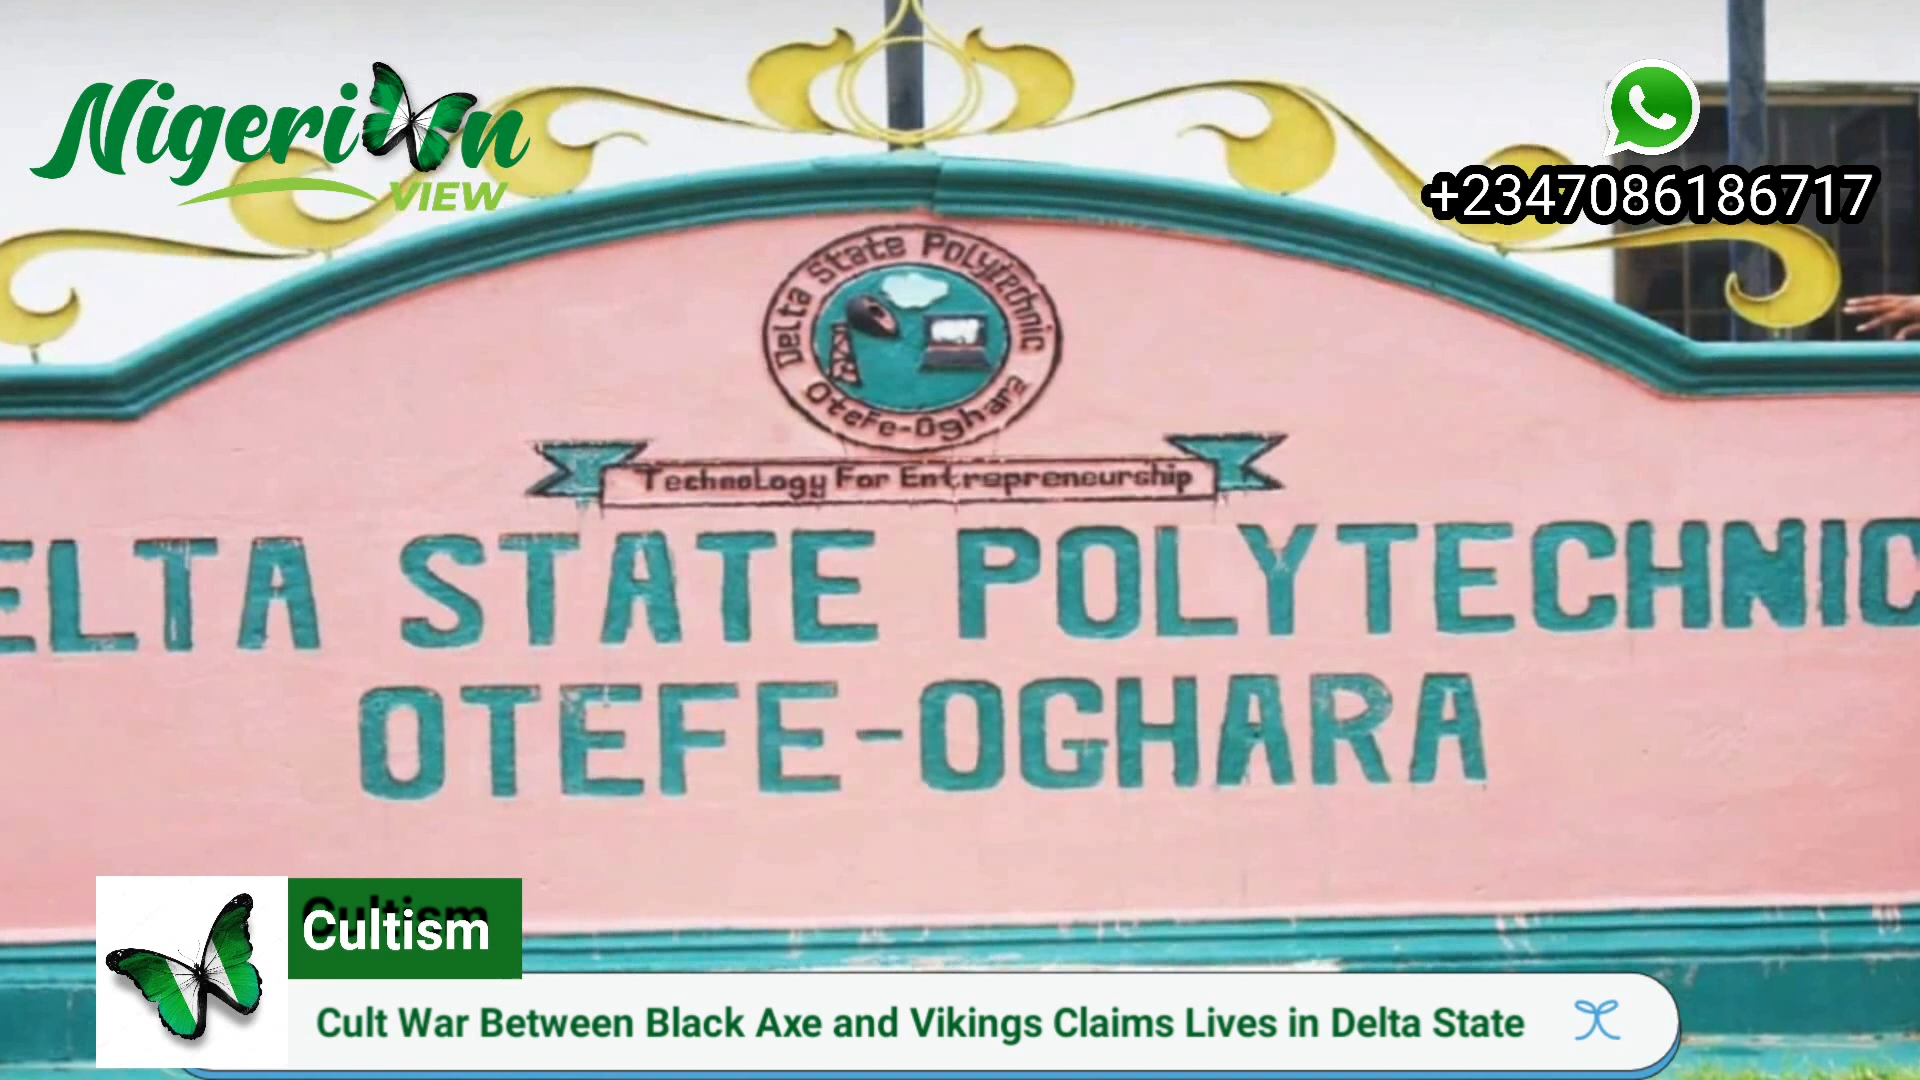 Nigerian
VIEW
+2347086186717
Delta State Polytechnic
Otefe-Oghara
Technology For Entrepreneurship
ELTA STATE POLYTECHNIC
OTEFE-OGHARA
Cultism
Cult War Between Black Axe and Vikings Claims Lives in Delta State